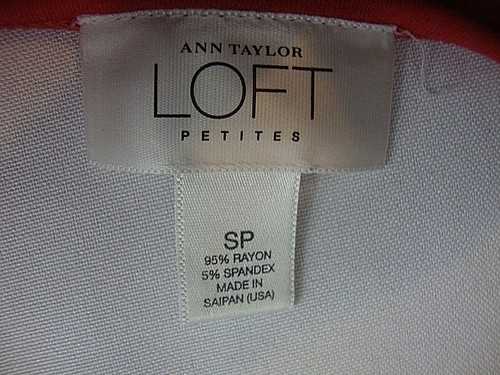 ANN TAYLOR
LOFT
PETITES
SP
95% RAYON
5% SPANDEX
MADE IN
SAIPAN (USA)